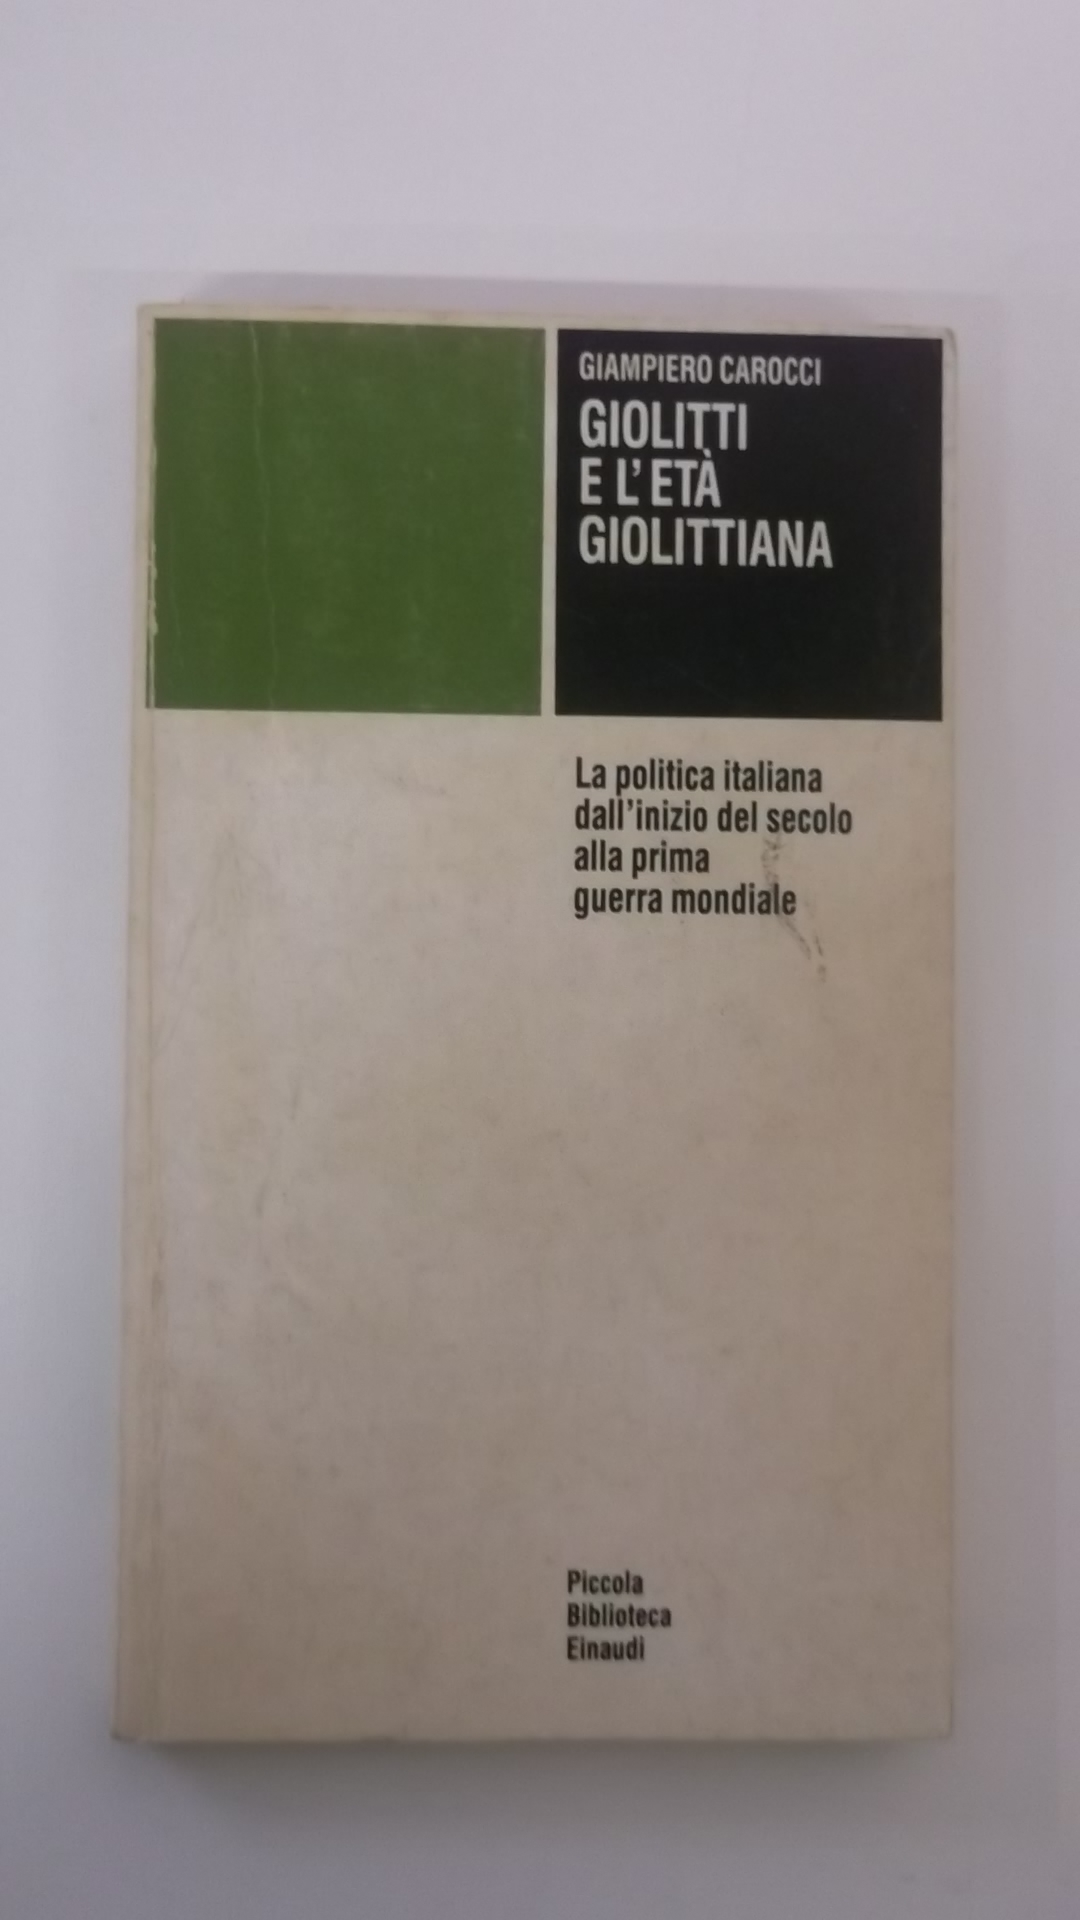 GIAMPIERO CAROCCI
GIOLITTI
E L'ETÀ
GIOLITTIANA
La politica italiana
dall'inizio del secolo
alla prima
guerra mondiale
Piccola
Biblioteca
Einaudi